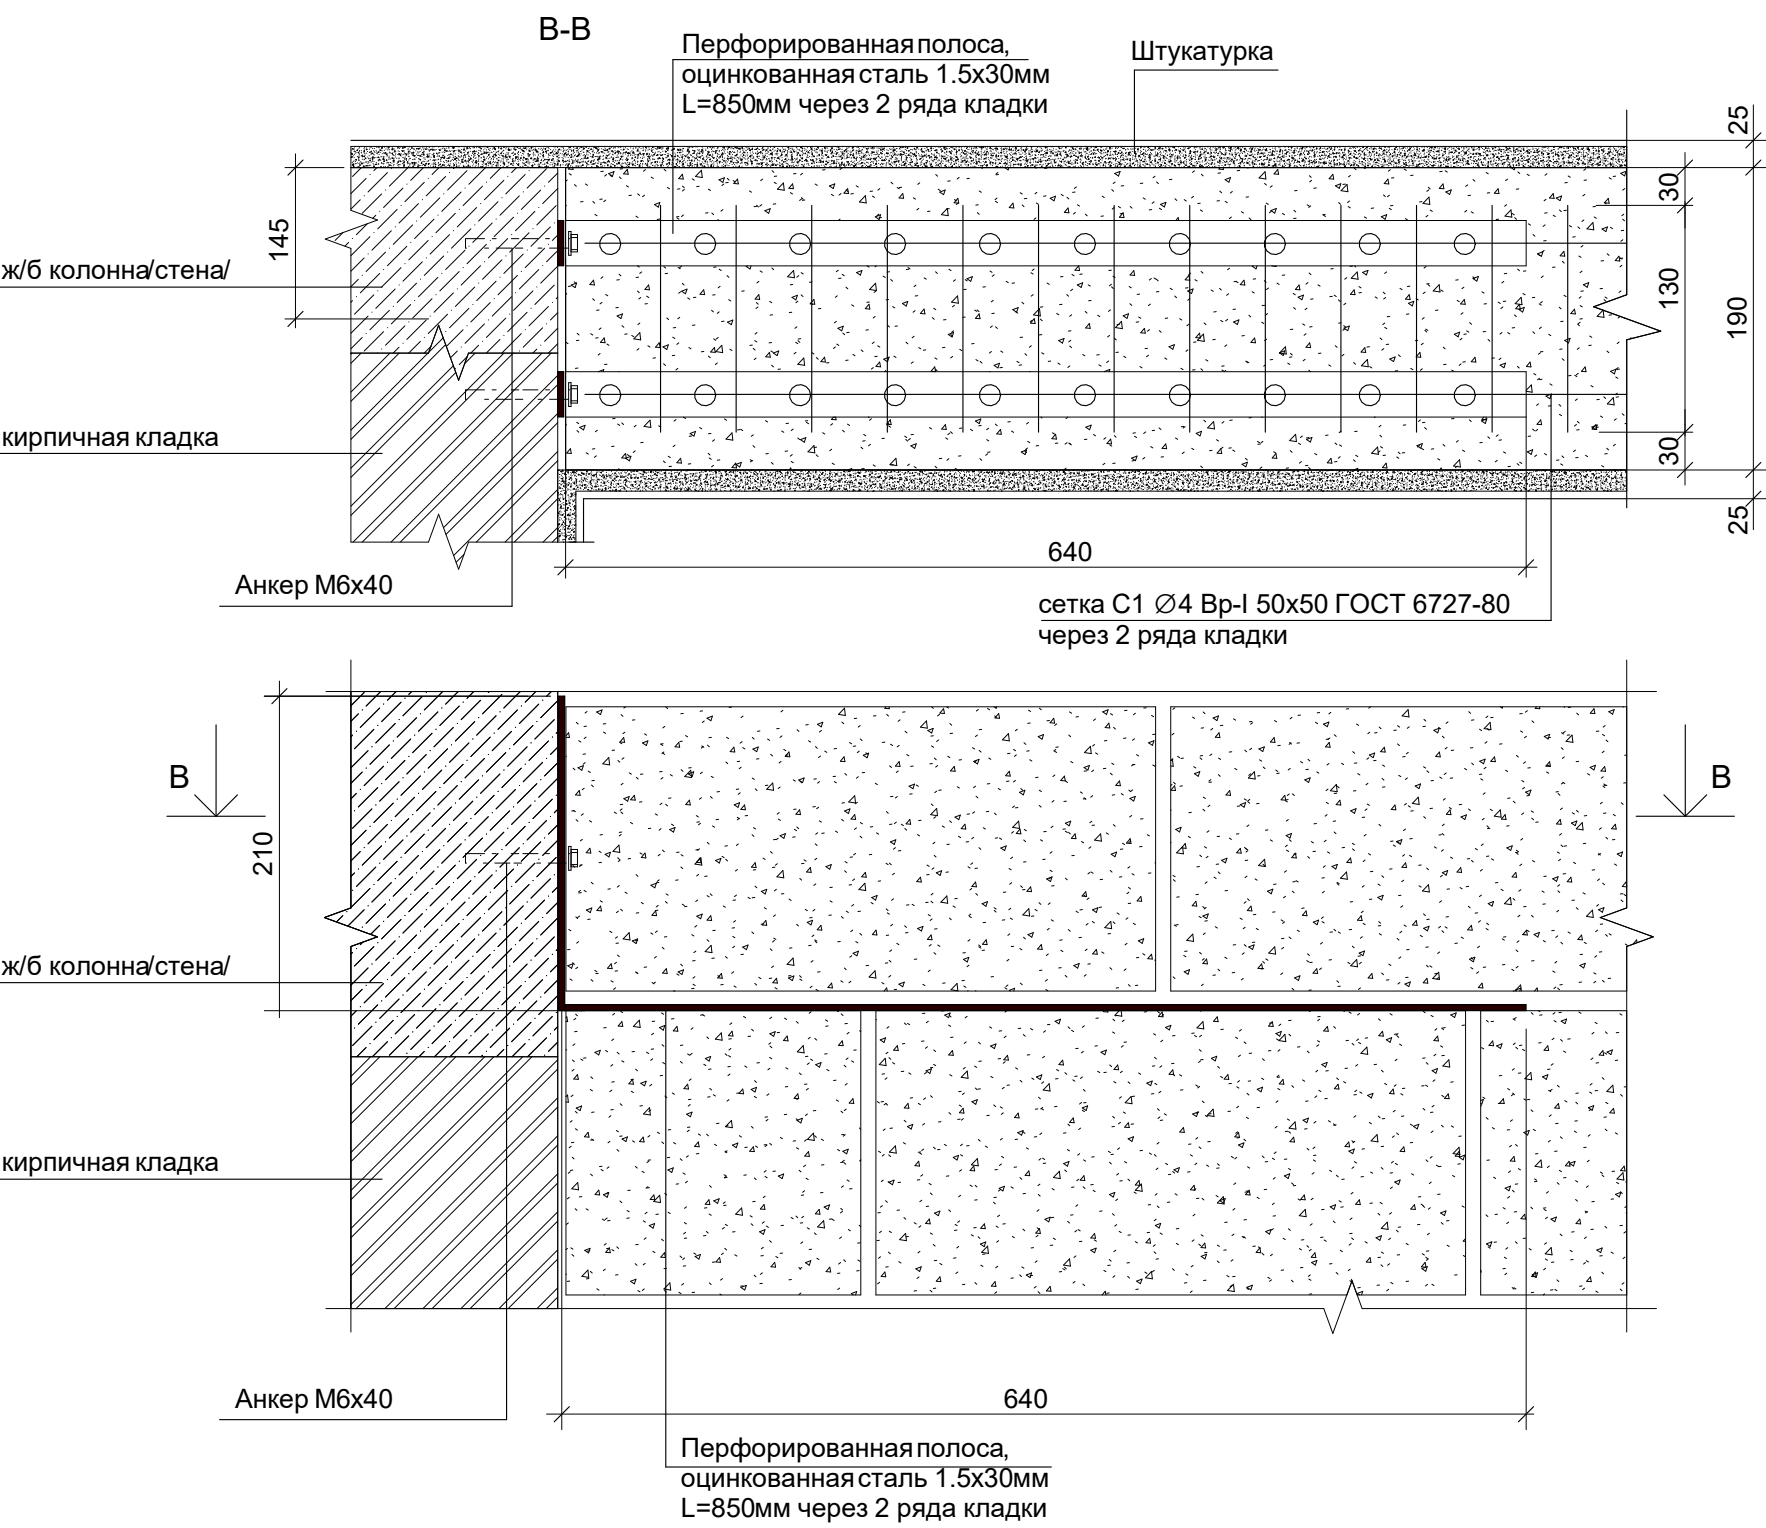 В-В
Перфорированная полоса,
оцинкованная сталь 1.5х30мм
L=850мм через 2 ряда кладки
Штукатурка
25
30
145
ж/б колонна/стена/
130
190
кирпичная кладка
30
25
640
Анкер М6х40
сетка С1 ∅4 Вр-I 50х50 ГОСТ 6727-80
через 2 ряда кладки
В
В
210
ж/б колонна/стена/
кирпичная кладка
Анкер М6х40
640
Перфорированная полоса,
оцинкованная сталь 1.5х30мм
L=850мм через 2 ряда кладки